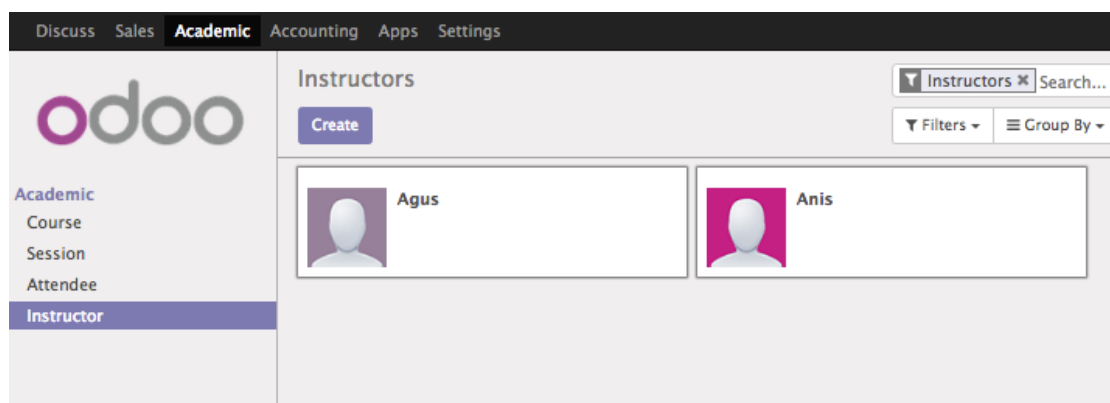 Discuss Sales Academic Accounting Apps Settings
odoo
Academic
Course
Session
Attendee
Instructor
Instructors
Create
Instructors × Search...
Filters Group By
Agus
Anis